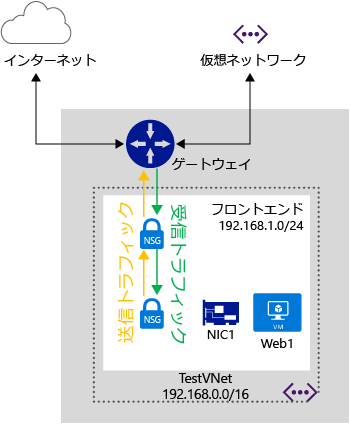 インターネット
仮想ネットワーク
ゲートウェイ
フロントエンド
192.168.1.0/24
送信トラフィック
受信トラフィック
NSG
NSG
NIC1
VM
Web1
TestVNet
192.168.0.0/16